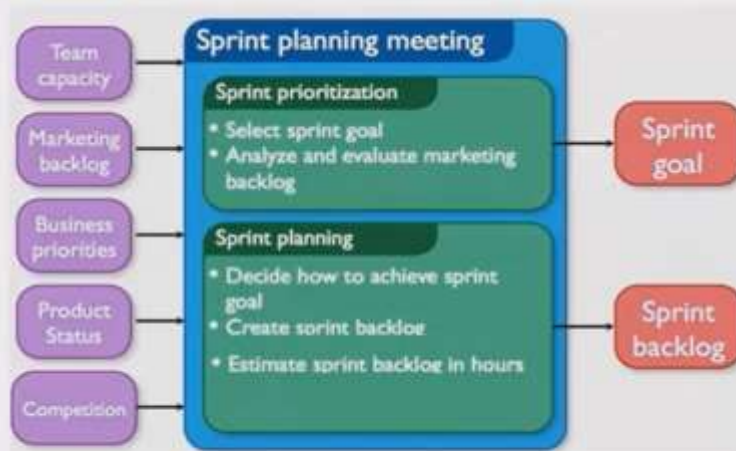 Team
capacity
Marketing
backlog
Business
priorities
Product
Status
Competition
Sprint planning meeting
Sprint prioritization
• Select sprint goal
• Analyze and evaluate marketing
backlog
Sprint planning
• Decide how to achieve sprint
goal
• Create sprint backlog
• Estimate sprint backlog in hours
Sprint
goal
Sprint
backlog